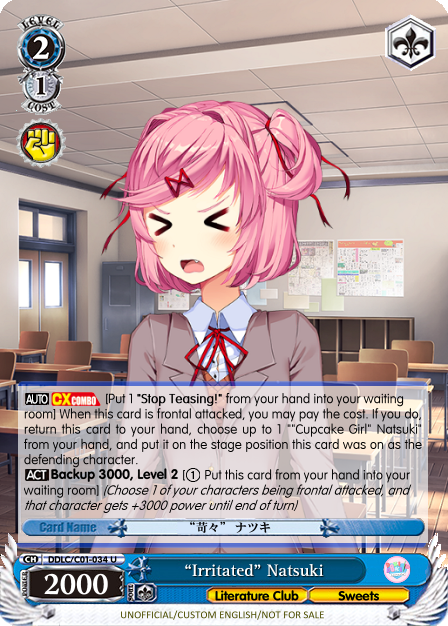 LEVEL
2
1
COST
AUTO CX COMBO [Put 1 "Stop Teasing!" from your hand into your waiting
room] When this card is frontal attacked, you may pay the cost. If you do,
return this card to your hand, choose up to 1 ""Cupcake Girl" Natsuki"
from your hand, and put it on the stage position this card was on as the
defending character.
ACT Backup 3000, Level 2 [① Put this card from your hand into your
waiting room] (Choose 1 of your characters being frontal attacked, and
that character gets +3000 power until end of turn)
Card Name “苛々” ナツキ
CH DDLC/C01-034 U
POWER 2000 SOUL “Irritated” Natsuki
Literature Club Sweets
UNOFFICIAL/CUSTOM ENGLISH/NOT FOR SALE